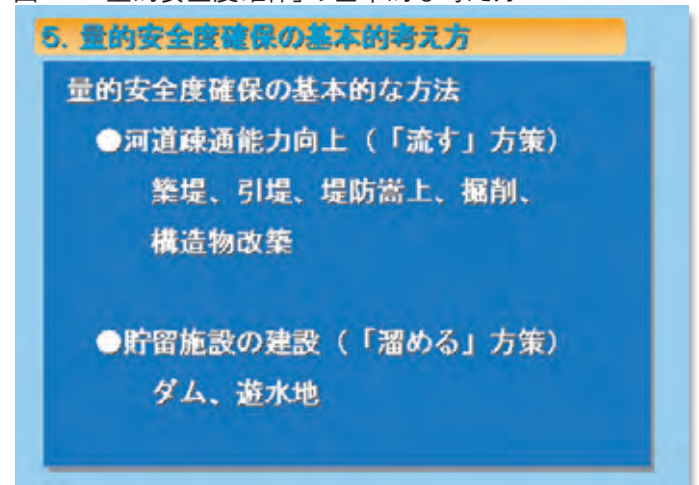 5. 量的安全度確保の基本的考え方
量的安全度確保の基本的な方法
●河道疎通能力向上（「流す」方策）
築堤、引堤、堤防嵩上、掘削、
構造物改築
●貯留施設の建設（「溜める」方策）
ダム、遊水地